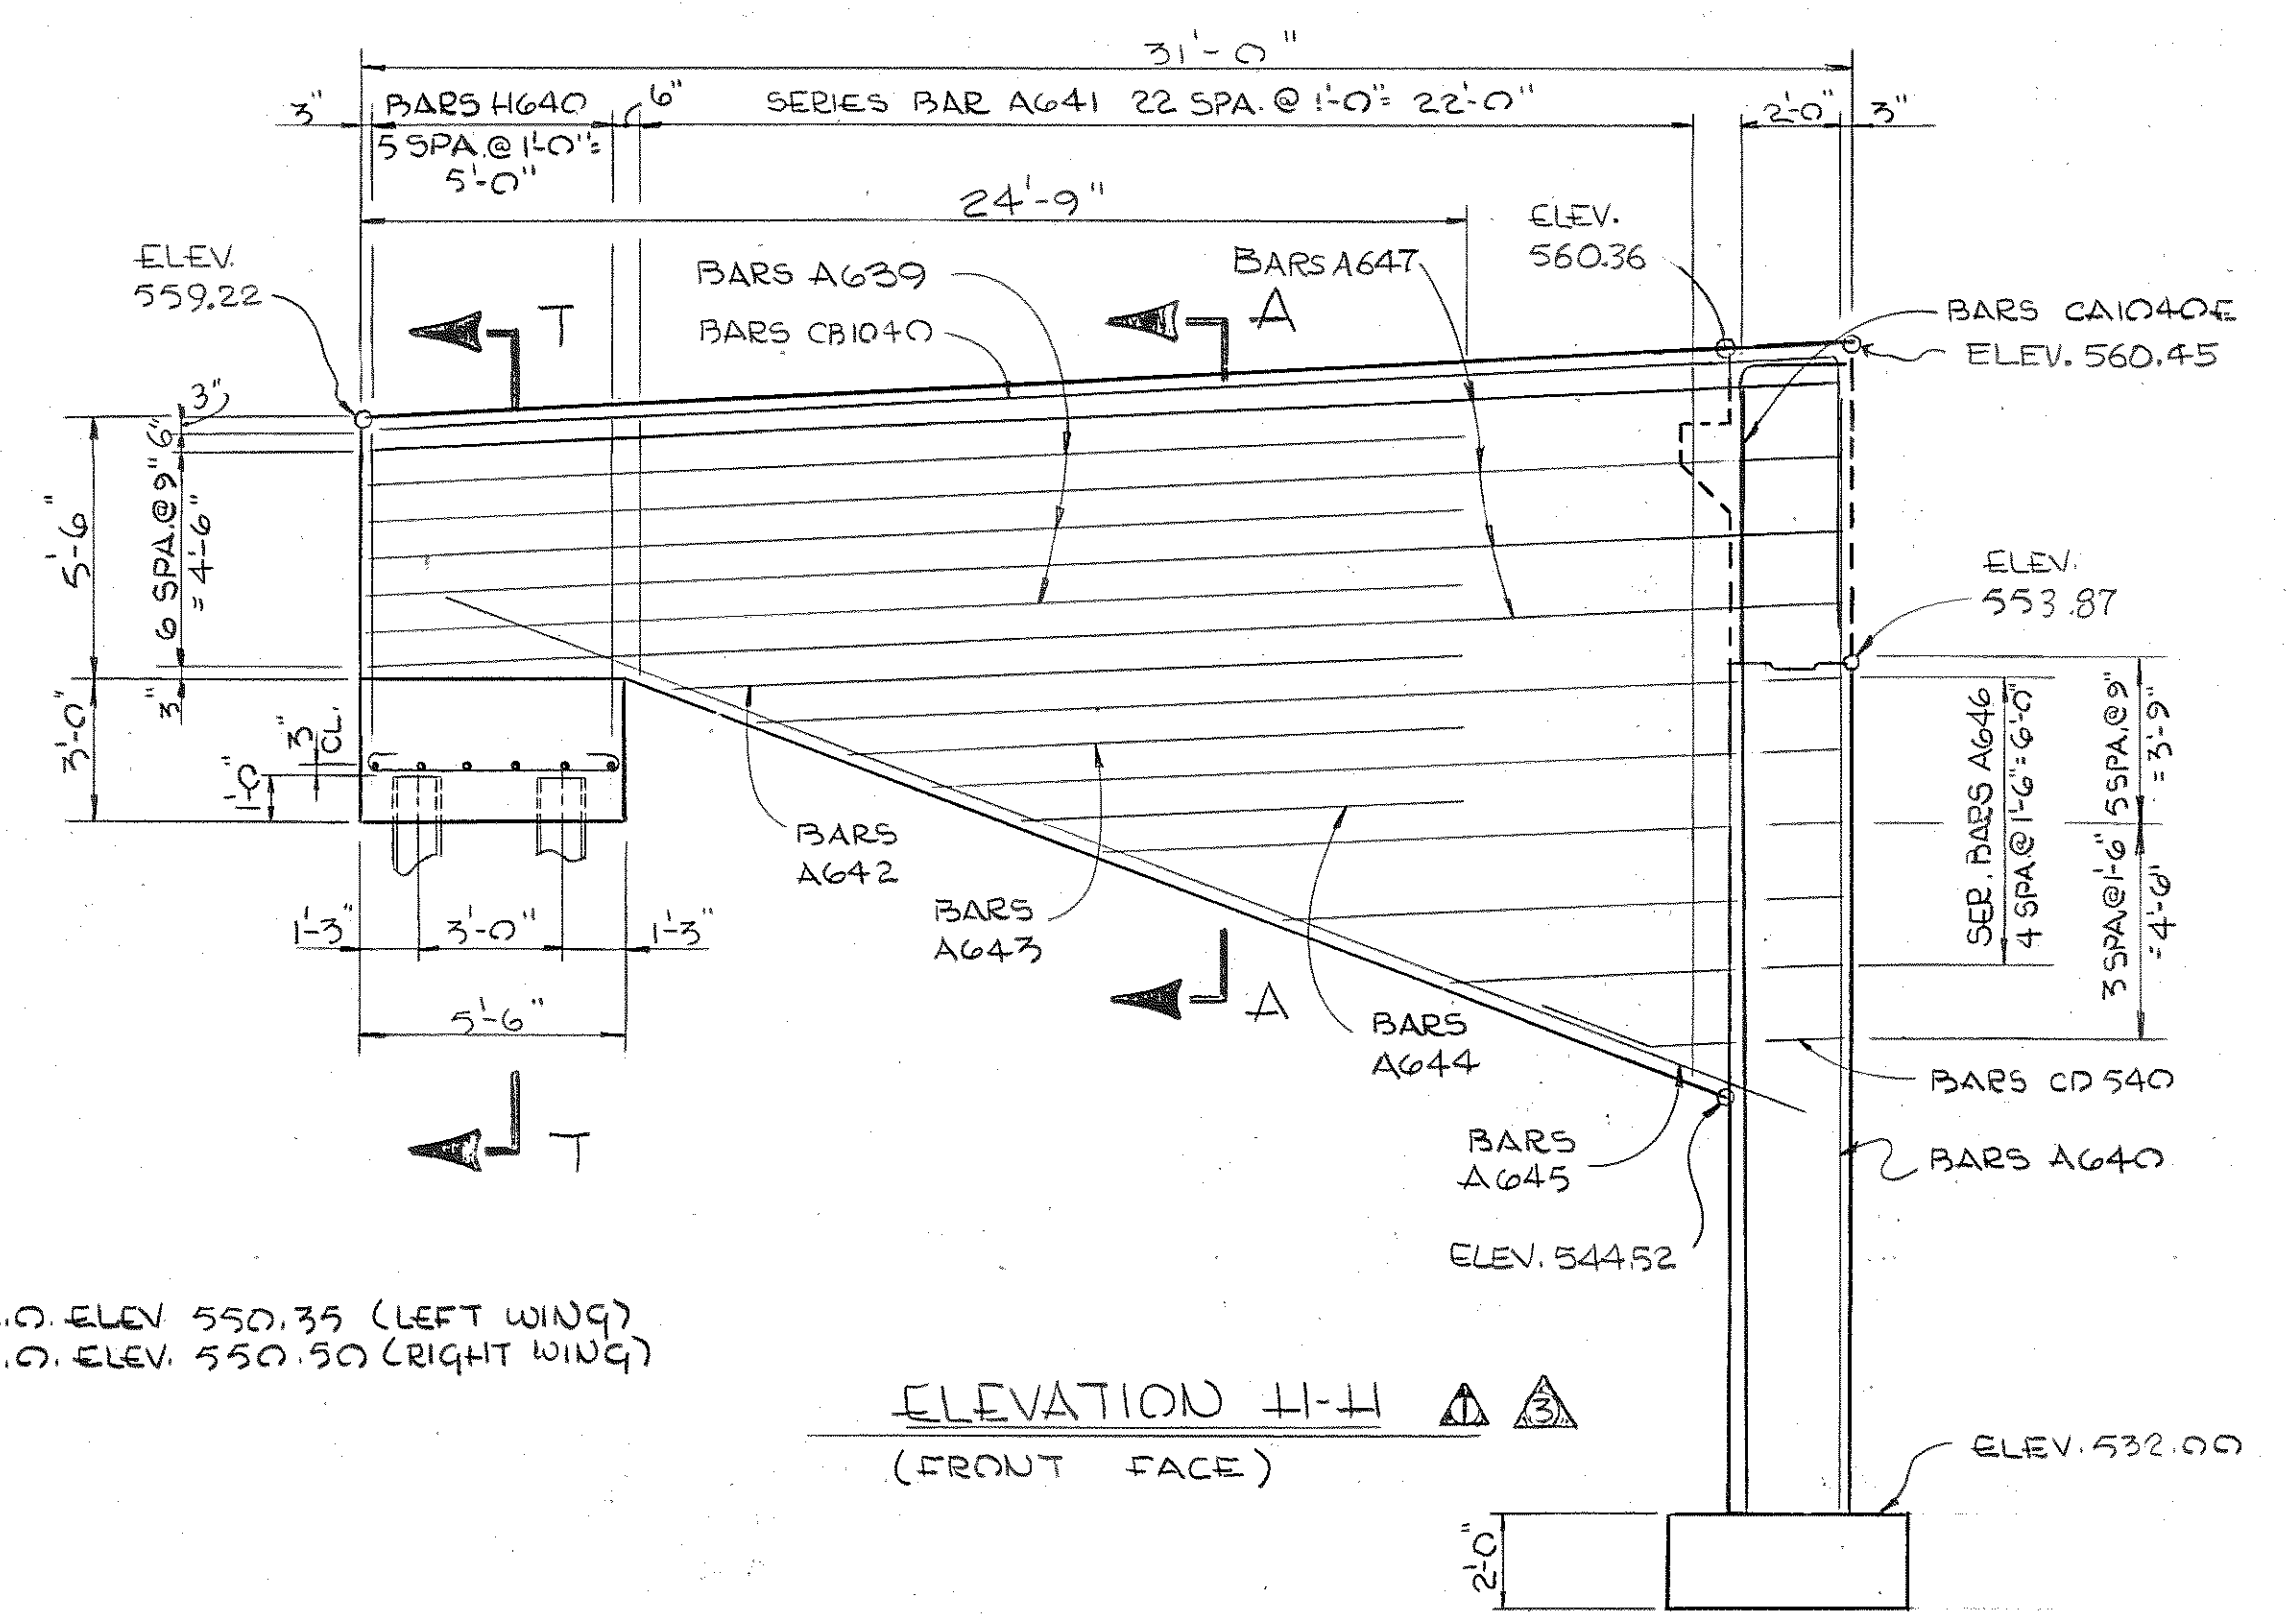 31'-0"
3"
BARS H640
6"
SERIES BAR A641 22 SPA. @ 1'-0"= 22'-0"
2'-0"
3"
5 SPA. @ 1'-0"=
5'-0"
24'-9"
ELEV.
559.22
BARS A639
BARS CB1040
BARS A647
ELEV.
560.36
T
A
BARS CA1040E
ELEV. 560.45
3"
6"
6 SPA. @ 9"
= 4'-6"
5'-6"
3"
3'-0"
3"
CL.
1'-0"
ELEV.
553.87
SER. BARS A646
4 SPA. @ 1'-6"= 6'-0"
5 SPA. @ 9"
= 3'-9"
3 SPA @ 1'-6"
= 4'-6"
BARS
A642
BARS
A643
1'-3"
3'-0"
1'-3"
5'-6"
A
BARS
A644
BARS CD540
T
BARS
A645
BARS A640
ELEV. 544.52
.O. ELEV 550.35 (LEFT WING)
.O. ELEV. 550.50 (RIGHT WING)
ELEVATION H-H 1 3
(FRONT FACE)
ELEV. 532.00
2'-0"